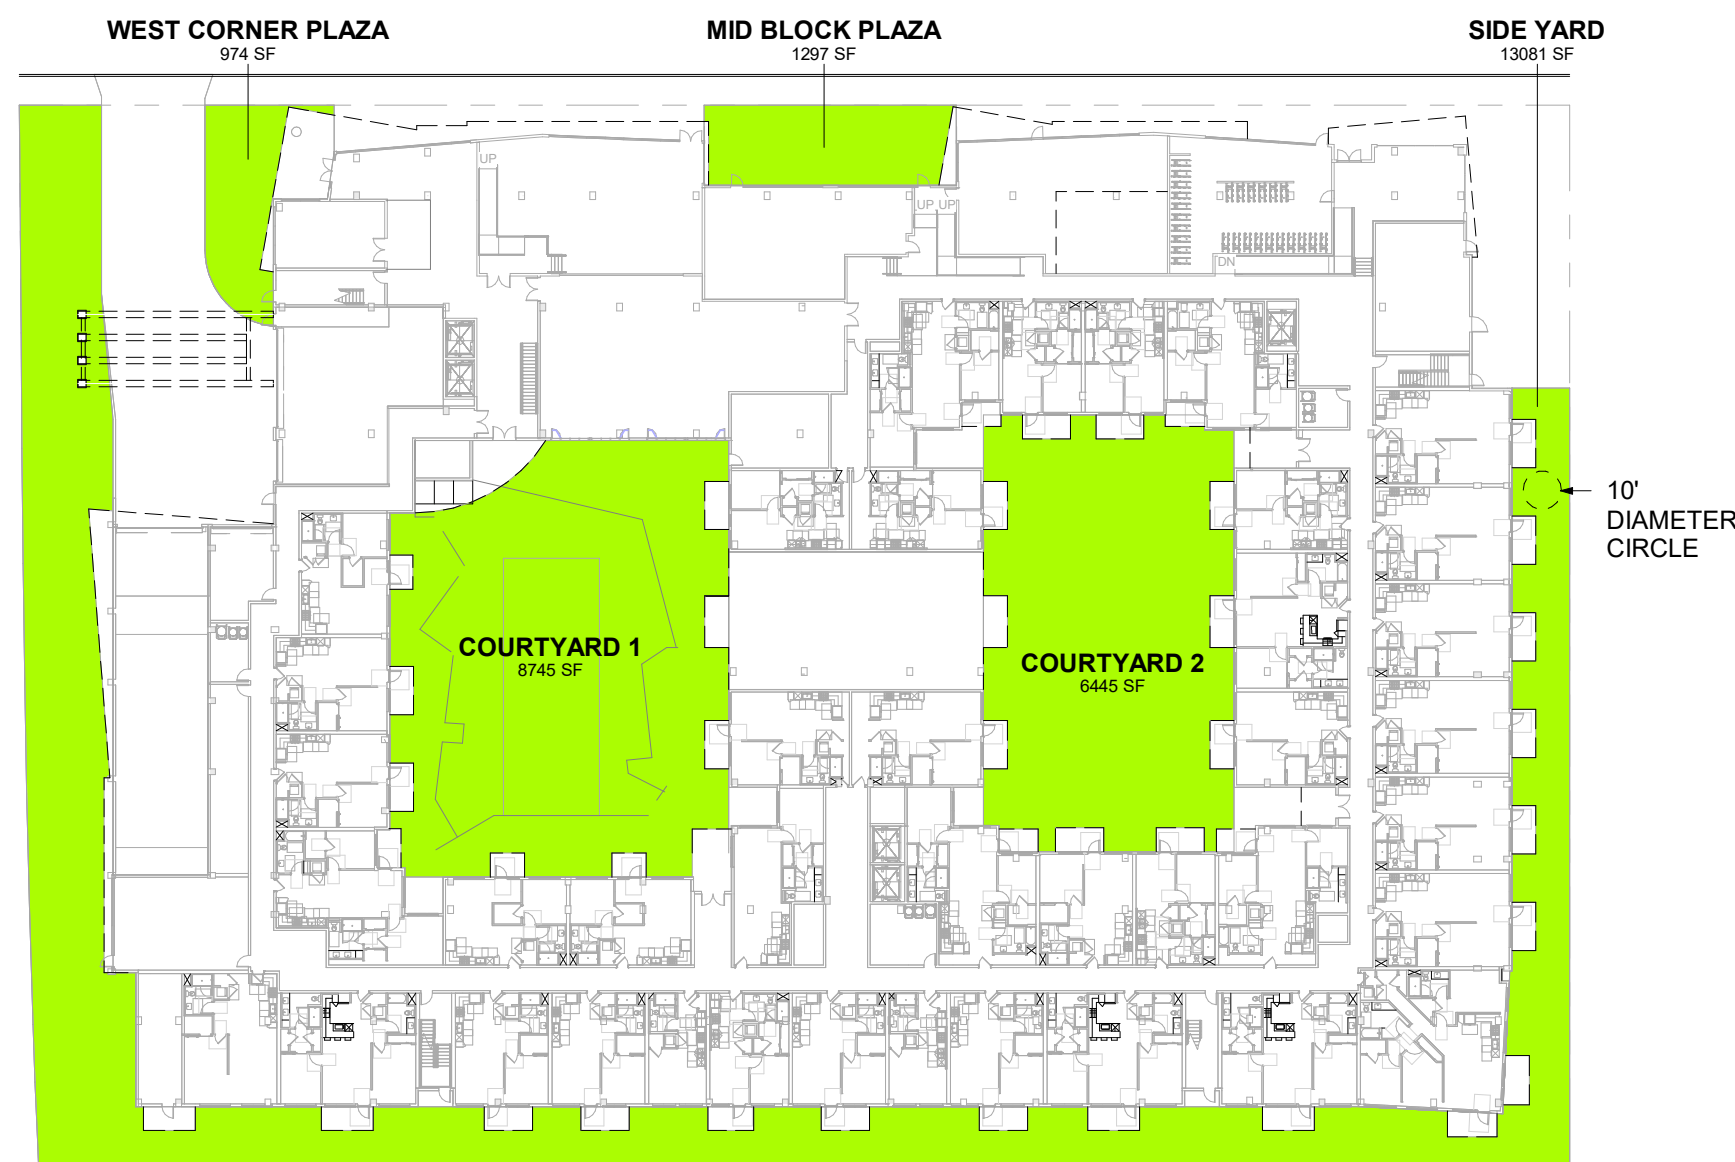 WEST CORNER PLAZA
974 SF
MID BLOCK PLAZA
1297 SF
SIDE YARD
13081 SF
UP
UP UP
DN
10'
DIAMETER
CIRCLE
COURTYARD 1
8745 SF
COURTYARD 2
6445 SF